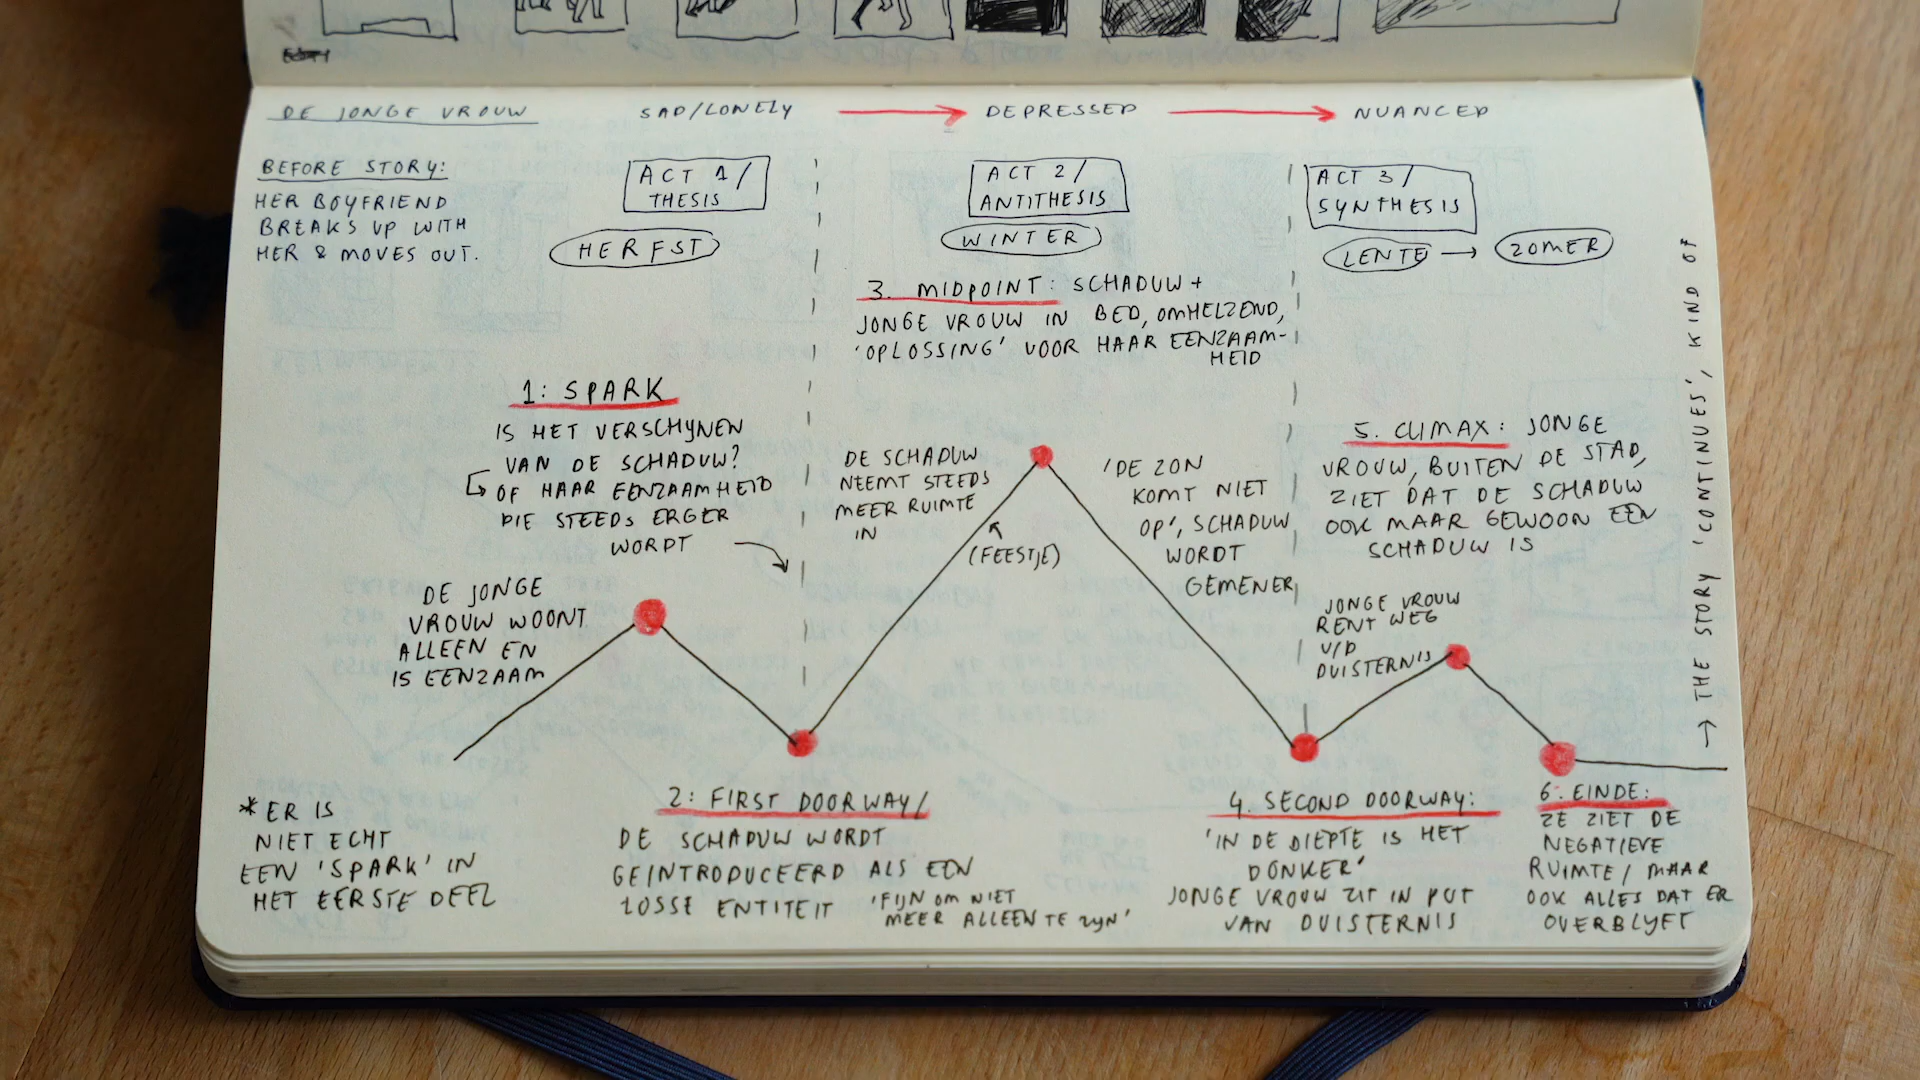 DE JONGE VROUW
SAD/LONELY → DEPRESSED → NUANCED
BEFORE STORY:
HER BOYFRIEND
BREAKS UP WITH
HER & MOVES OUT.
ACT 1/
THESIS
HERFST
ACT 2/
ANTITHESIS
WINTER
ACT 3/
SYNTHESIS
LENTE → ZOMER
3. MIDPOINT: SCHADUW +
JONGE VROUW IN BED, OMHELZEND,
'OPLOSSING' VOOR HAAR EENZAAM-
HEID
1: SPARK
IS HET VERSCHIJNEN
VAN DE SCHADUW?
↳ OF HAAR EENZAAMHEID
DIE STEEDS ERGER
WORDT
DE JONGE
VROUW WOONT
ALLEEN EN
IS EENZAAM
DE SCHADUW
NEEMT STEEDS
MEER RUIMTE
IN
(FEESTJE)
'DE ZON
KOMT NIET
OP', SCHADUW
WORDT
GEMENER
5. CLIMAX: JONGE
VROUW, BUITEN DE STAD,
ZIET DAT DE SCHADUW
OOK MAAR GEWOON EEN
SCHADUW IS
JONGE VROUW
RENT WEG
V/D
DUISTERNIS
* ER IS
NIET ECHT
EEN 'SPARK' IN
HET EERSTE DEEL
2: FIRST DOORWAY/
DE SCHADUW WORDT
GEINTRODUCEERD ALS EEN
LOSSE ENTITEIT
'FIJN OM NIET
MEER ALLEEN TE ZIJN'
4. SECOND DOORWAY:
'IN DE DIEPTE IS HET
DONKER'
JONGE VROUW ZIT IN PUT
VAN DUISTERNIS
6. EINDE:
ZE ZIET DE
NEGATIEVE
RUIMTE / MAAR
OOK ALLES DAT ER
OVERBLIJFT
→ THE STORY 'CONTINUES', KIND OF